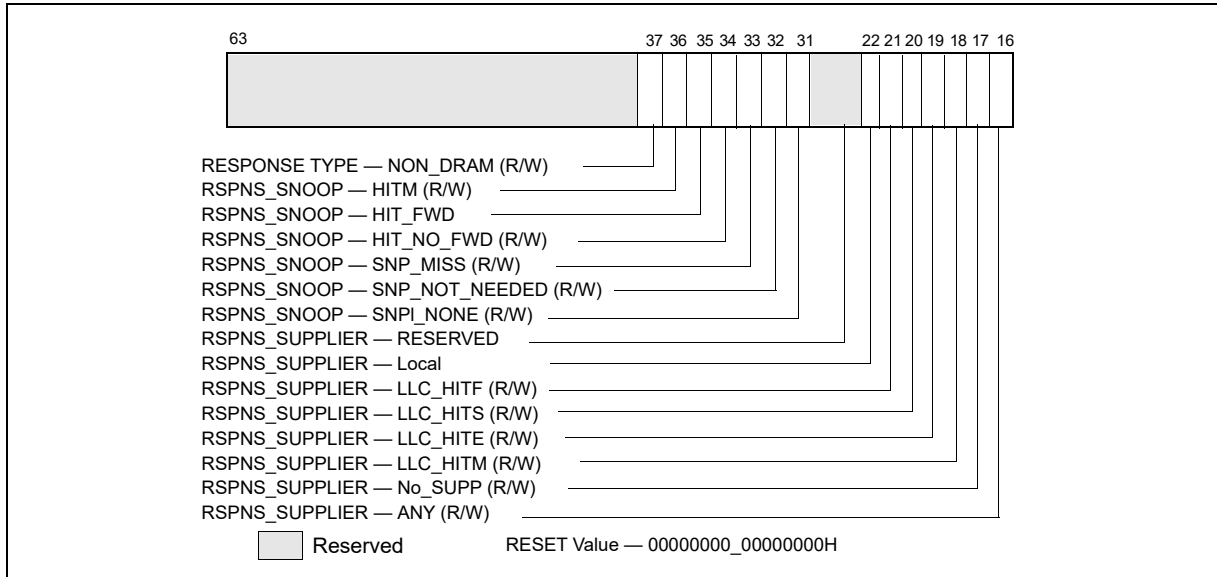 63 37 36 35 34 33 32 31 22 21 20 19 18 17 16
RESPONSE TYPE — NON_DRAM (R/W)
RSPNS_SNOOP — HITM (R/W)
RSPNS_SNOOP — HIT_FWD
RSPNS_SNOOP — HIT_NO_FWD (R/W)
RSPNS_SNOOP — SNP_MISS (R/W)
RSPNS_SNOOP — SNP_NOT_NEEDED (R/W)
RSPNS_SNOOP — SNPI_NONE (R/W)
RSPNS_SUPPLIER — RESERVED
RSPNS_SUPPLIER — Local
RSPNS_SUPPLIER — LLC_HITF (R/W)
RSPNS_SUPPLIER — LLC_HITS (R/W)
RSPNS_SUPPLIER — LLC_HITE (R/W)
RSPNS_SUPPLIER — LLC_HITM (R/W)
RSPNS_SUPPLIER — No_SUPP (R/W)
RSPNS_SUPPLIER — ANY (R/W)
Reserved RESET Value — 00000000_00000000H